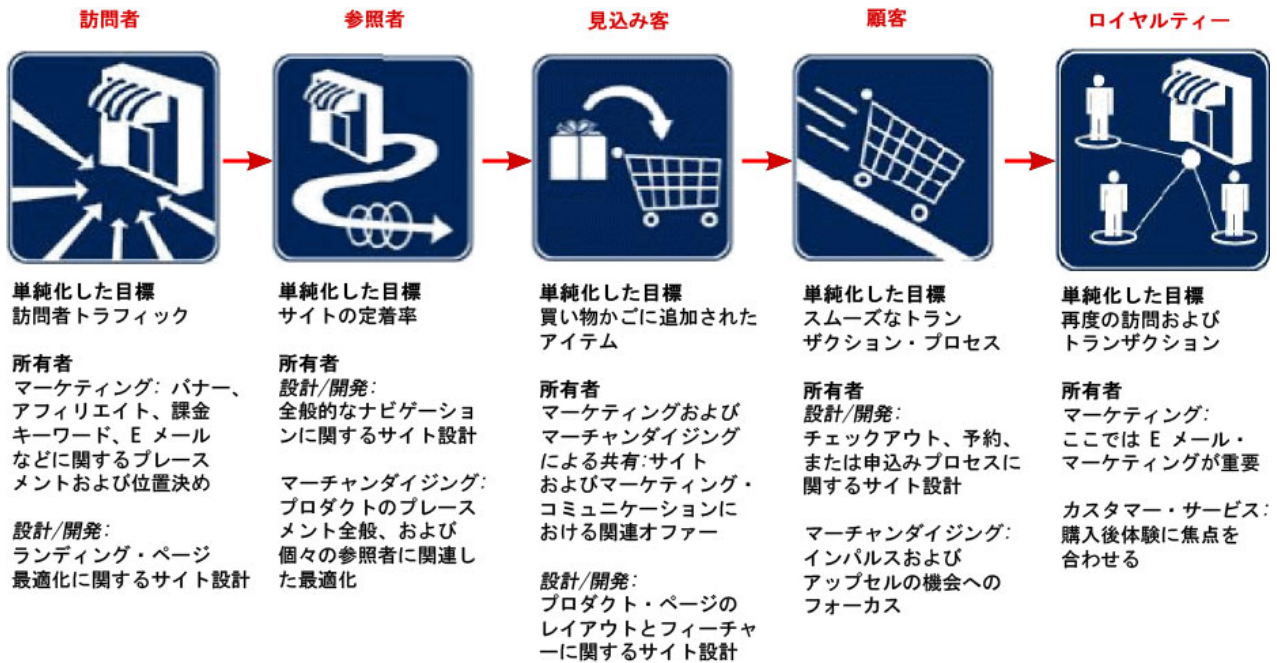 訪問者
参照者
見込み客
顧客
ロイヤルティー
単純化した目標
訪問者トラフィック
所有者
マーケティング: バナー、
アフィリエイト、課金
キーワード、E メール
などに関するプレース
メントおよび位置決め
設計/開発:
ランディング・ページ
最適化に関するサイト設計
単純化した目標
サイトの定着率
所有者
設計/開発:
全般的なナビゲーショ
ンに関するサイト設計
マーチャンダイジング:
プロダクトのプレース
メント全般、および
個々の参照者に関連し
た最適化
単純化した目標
買い物かごに追加された
アイテム
所有者
マーケティングおよび
マーチャンダイジング
による共有:サイト
およびマーケティング・
コミュニケーションに
おける関連オファー
設計/開発:
プロダクト・ページの
レイアウトとフィーチャ
ーに関するサイト設計
単純化した目標
スムーズなトラン
ザクション・プロセス
所有者
設計/開発:
チェックアウト、予約、
または申込みプロセスに
関するサイト設計
マーチャンダイジング:
インパルスおよび
アップセルの機会への
フォーカス
単純化した目標
再度の訪問および
トランザクション
所有者
マーケティング:
ここでは E メール・
マーケティングが重要
カスタマー・サービス:
購入後体験に焦点を
合わせる